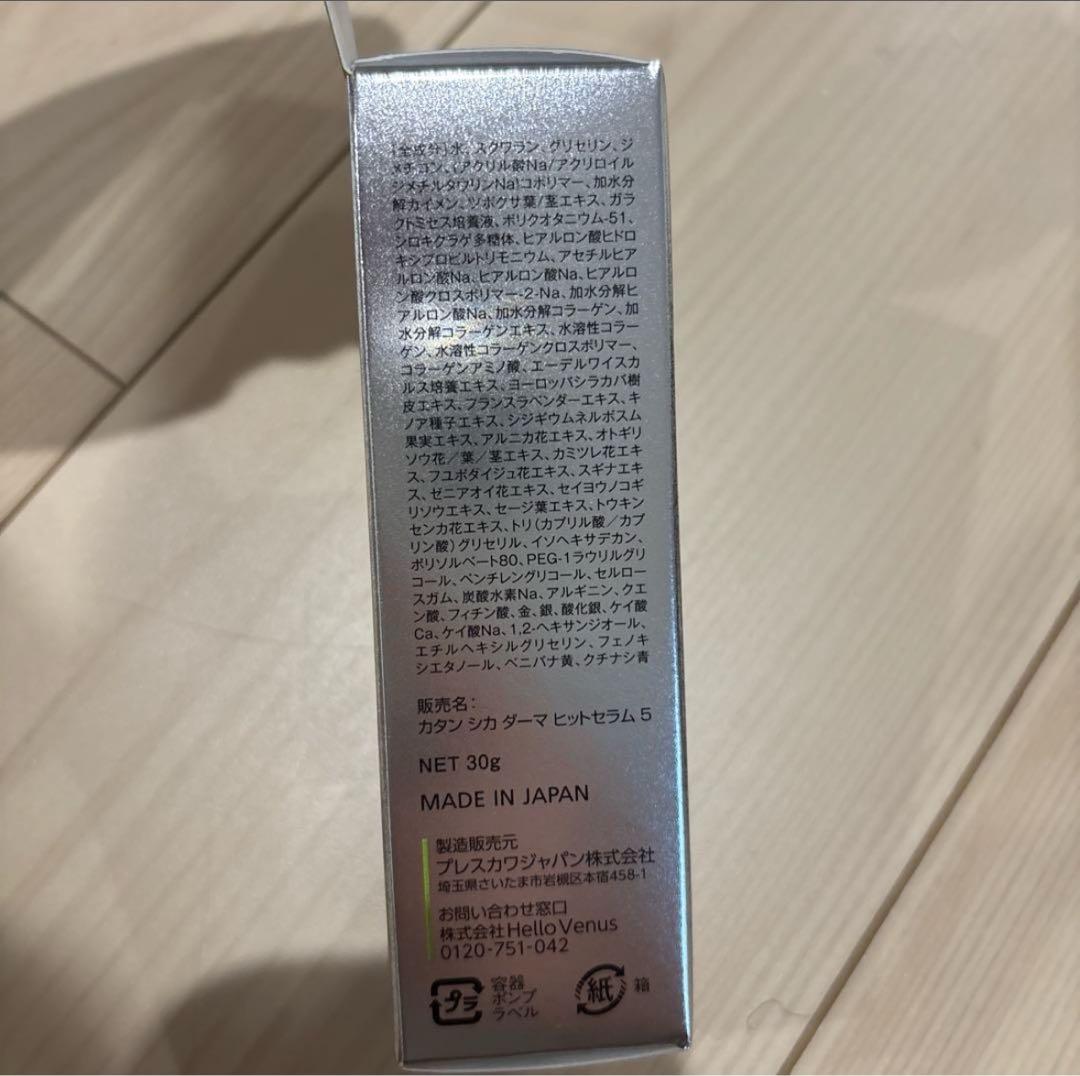 (全成分)水、スクワラン、グリセリン、ジ
メチコン、(アクリル酸Na/アクリロイル
ジメチルタウリンNa)コポリマー、加水分
解カイメン、ツボクサ葉/茎エキス、ガラ
クトミセス培養液、ポリクオタニウム-51、
シロキクラゲ多糖体、ヒアルロン酸ヒドロ
キシプロピルトリモニウム、アセチルヒア
ルロン酸Na、ヒアルロン酸Na、ヒアルロ
ン酸クロスポリマー-2-Na、加水分解ヒ
アルロン酸Na、加水分解コラーゲン、加
水分解コラーゲンエキス、水溶性コラー
ゲン、水溶性コラーゲンクロスポリマー、
コラーゲンアミノ酸、エーデルワイスカ
ルス培養エキス、ヨーロッパシラカバ樹
皮エキス、フランスラベンダーエキス、キ
ノア種子エキス、シジギウムネルボスム
果実エキス、アルニカ花エキス、オトギリ
ソウ花/葉/茎エキス、カミツレ花エキ
ス、フユボダイジュ花エキス、スギナエキ
ス、ゼニアオイ花エキス、セイヨウノコギ
リソウエキス、セージ葉エキス、トウキン
センカ花エキス、トリ(カプリル酸/カプ
リン酸)グリセリル、イソヘキサデカン、
ポリソルベート80、PEG-1ラウリルグリ
コール、ペンチレングリコール、セルロー
スガム、炭酸水素Na、アルギニン、クエ
ン酸、フィチン酸、金、銀、酸化銀、ケイ酸
Ca、ケイ酸Na、1,2-ヘキサンジオール、
エチルヘキシルグリセリン、フェノキ
シエタノール、ベニバナ黄、クチナシ青
販売名:
カタン シカ ダーマ ヒットセラム 5
NET 30g
MADE IN JAPAN
製造販売元
プレスカワジャパン株式会社
埼玉県さいたま市岩槻区本宿458-1
お問い合わせ窓口
株式会社Hello Venus
0120-751-042
プラ
容器
ポンプ
ラベル
紙
箱